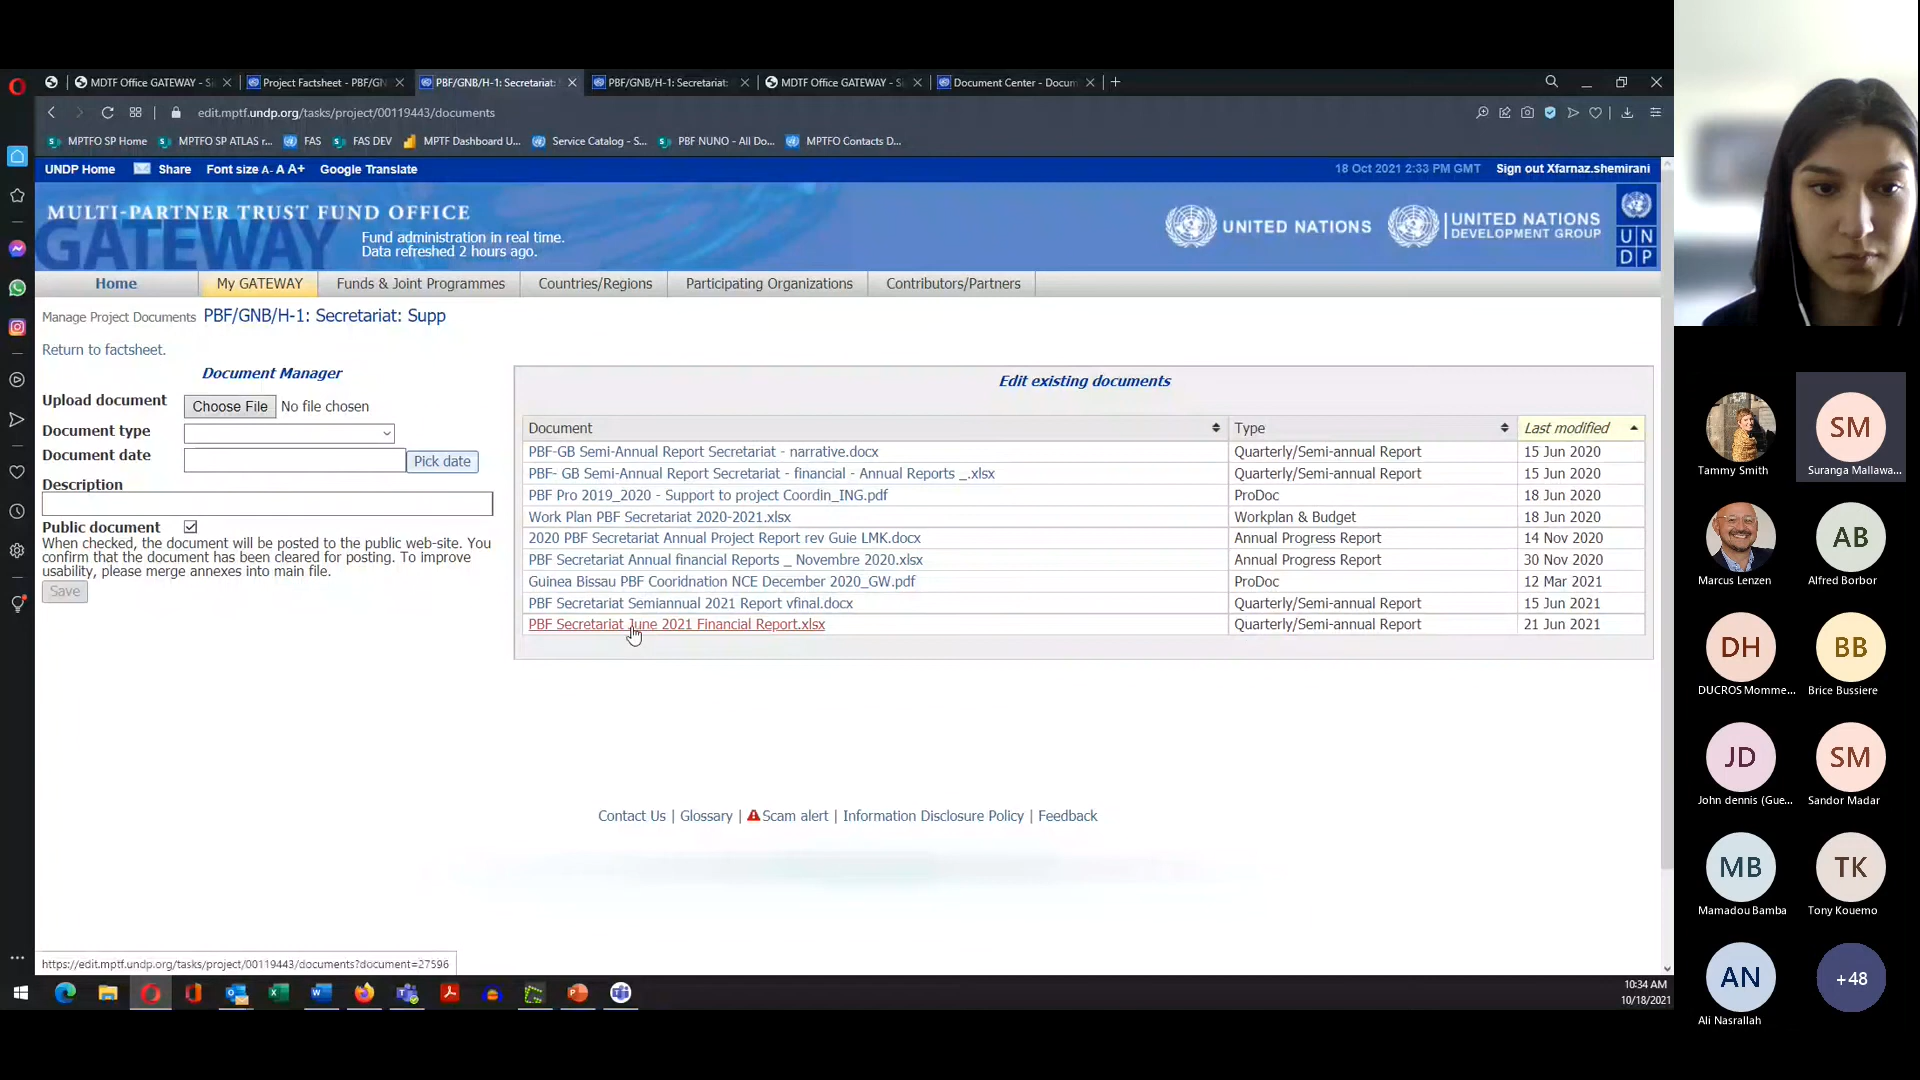 MDTF Office GATEWAY - S
Project Factsheet - PBF/GN
PBF/GNB/H-1: Secretariat:
PBF/GNB/H-1: Secretariat:
MDTF Office GATEWAY - S
Document Center - Docum
edit.mptf.undp.org/tasks/project/00119443/documents
MPTFO SP Home
MPTFO SP ATLAS r...
FAS
FAS DEV
MPTF Dashboard U...
Service Catalog - S...
PBF NUNO - All Do...
MPTFO Contacts D...
UNDP Home Share Font size A- A A+ Google Translate
18 Oct 2021 2:33 PM GMT Sign out Xfarnaz.shemirani
MULTI-PARTNER TRUST FUND OFFICE
GATEWAY
Fund administration in real time.
Data refreshed 2 hours ago.
UNITED NATIONS
UNITED NATIONS
DEVELOPMENT GROUP
U N
D P
Home
My GATEWAY
Funds & Joint Programmes
Countries/Regions
Participating Organizations
Contributors/Partners
Manage Project Documents PBF/GNB/H-1: Secretariat: Supp
Return to factsheet.
Document Manager
Upload document Choose File No file chosen
Document type
Document date Pick date
Description
Public document
When checked, the document will be posted to the public web-site. You
confirm that the document has been cleared for posting. To improve
usability, please merge annexes into main file.
Save
Edit existing documents
Document Type Last modified
PBF-GB Semi-Annual Report Secretariat - narrative.docx Quarterly/Semi-annual Report 15 Jun 2020
PBF- GB Semi-Annual Report Secretariat - financial - Annual Reports _.xlsx Quarterly/Semi-annual Report 15 Jun 2020
PBF Pro 2019_2020 - Support to project Coordin_ING.pdf ProDoc 18 Jun 2020
Work Plan PBF Secretariat 2020-2021.xlsx Workplan & Budget 18 Jun 2020
2020 PBF Secretariat Annual Project Report rev Guie LMK.docx Annual Progress Report 14 Nov 2020
PBF Secretariat Annual financial Reports _ Novembre 2020.xlsx Annual Progress Report 30 Nov 2020
Guinea Bissau PBF Cooridnation NCE December 2020_GW.pdf ProDoc 12 Mar 2021
PBF Secretariat Semiannual 2021 Report vfinal.docx Quarterly/Semi-annual Report 15 Jun 2021
PBF Secretariat June 2021 Financial Report.xlsx Quarterly/Semi-annual Report 21 Jun 2021
Contact Us | Glossary | Scam alert | Information Disclosure Policy | Feedback
https://edit.mptf.undp.org/tasks/project/00119443/documents?document=27596
10:34 AM
10/18/2021
Tammy Smith
SM
Suranga Mallawa...
Marcus Lenzen
AB
Alfred Borbor
DH
DUCROS Momme...
BB
Brice Bussiere
JD
John dennis (Gue...
SM
Sandor Madar
MB
Mamadou Bamba
TK
Tony Kouemo
AN
Ali Nasrallah
+48